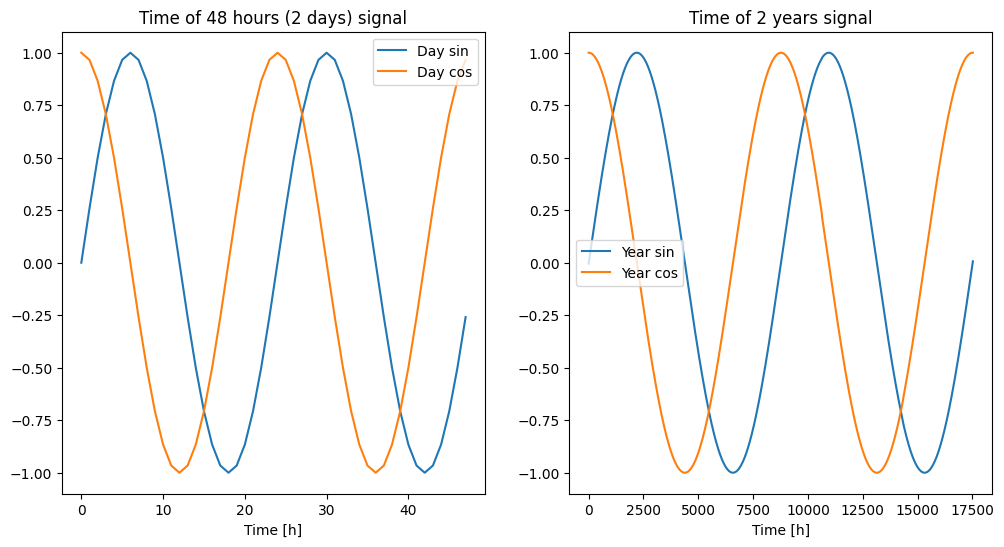 Time of 48 hours (2 days) signal
1.00
0.75
0.50
0.25
0.00
−0.25
−0.50
−0.75
−1.00
Day sin
Day cos
0 10 20 30 40
Time [h]
Time of 2 years signal
1.00
0.75
0.50
0.25
0.00
−0.25
−0.50
−0.75
−1.00
Year sin
Year cos
0 2500 5000 7500 10000 12500 15000 17500
Time [h]